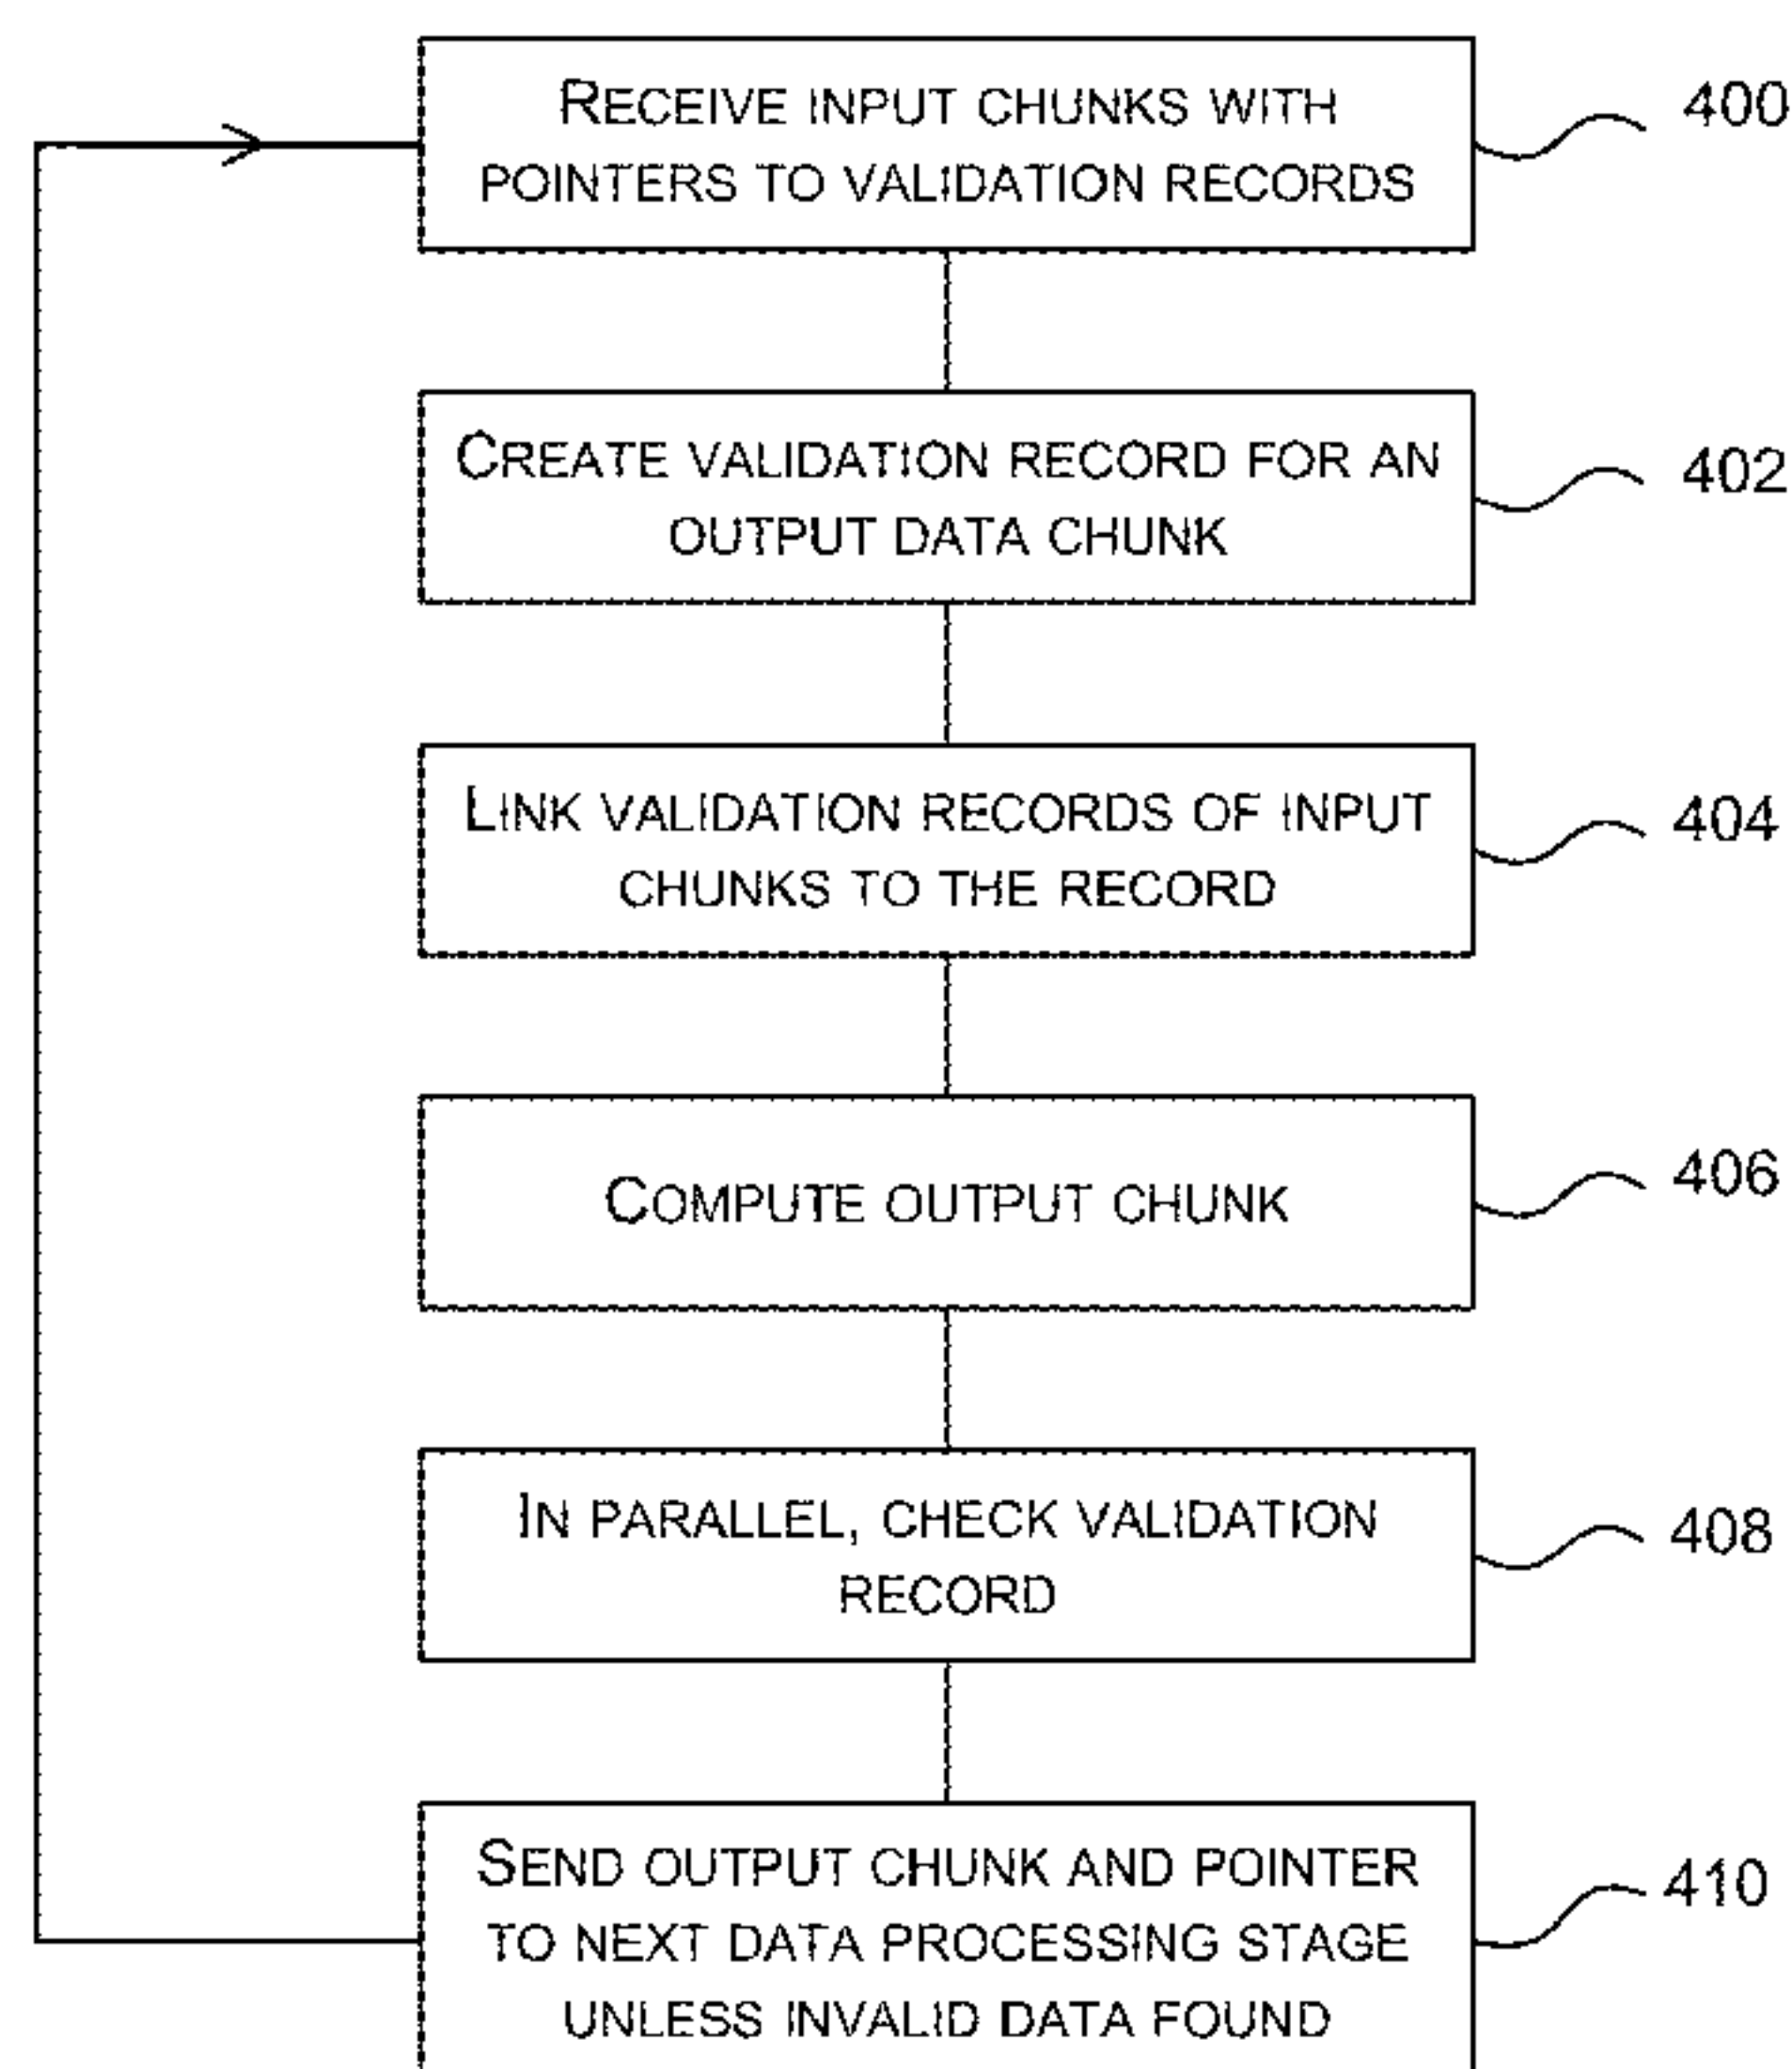 RECEIVE INPUT CHUNKS WITH
POINTERS TO VALIDATION RECORDS
400
CREATE VALIDATION RECORD FOR AN
OUTPUT DATA CHUNK
402
LINK VALIDATION RECORDS OF INPUT
CHUNKS TO THE RECORD
404
COMPUTE OUTPUT CHUNK
406
IN PARALLEL, CHECK VALIDATION
RECORD
408
SEND OUTPUT CHUNK AND POINTER
TO NEXT DATA PROCESSING STAGE
UNLESS INVALID DATA FOUND
410